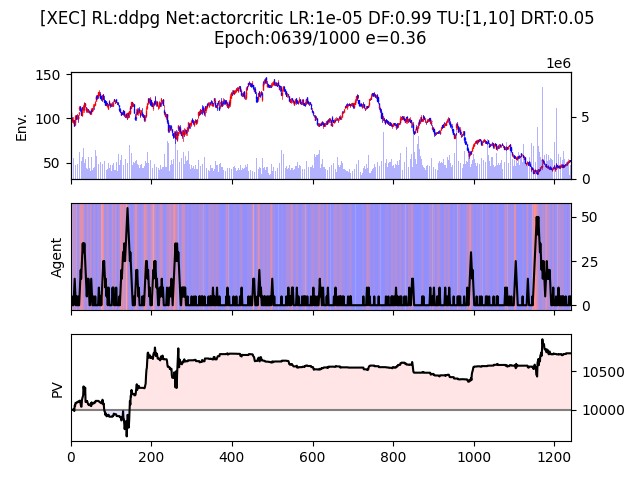 [XEC] RL:ddpg Net:actorcritic LR:1e-05 DF:0.99 TU:[1,10] DRT:0.05
Epoch:0639/1000 e=0.36
1e6
150
100
50
Env.
5
0
Agent
50
25
0
PV
10500
10000
0
200
400
600
800
1000
1200